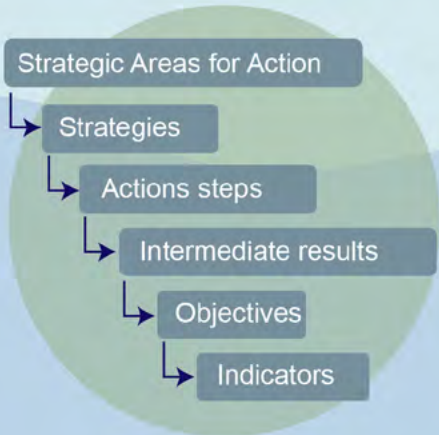 Strategic Areas for Action
Strategies
Actions steps
Intermediate results
Objectives
Indicators